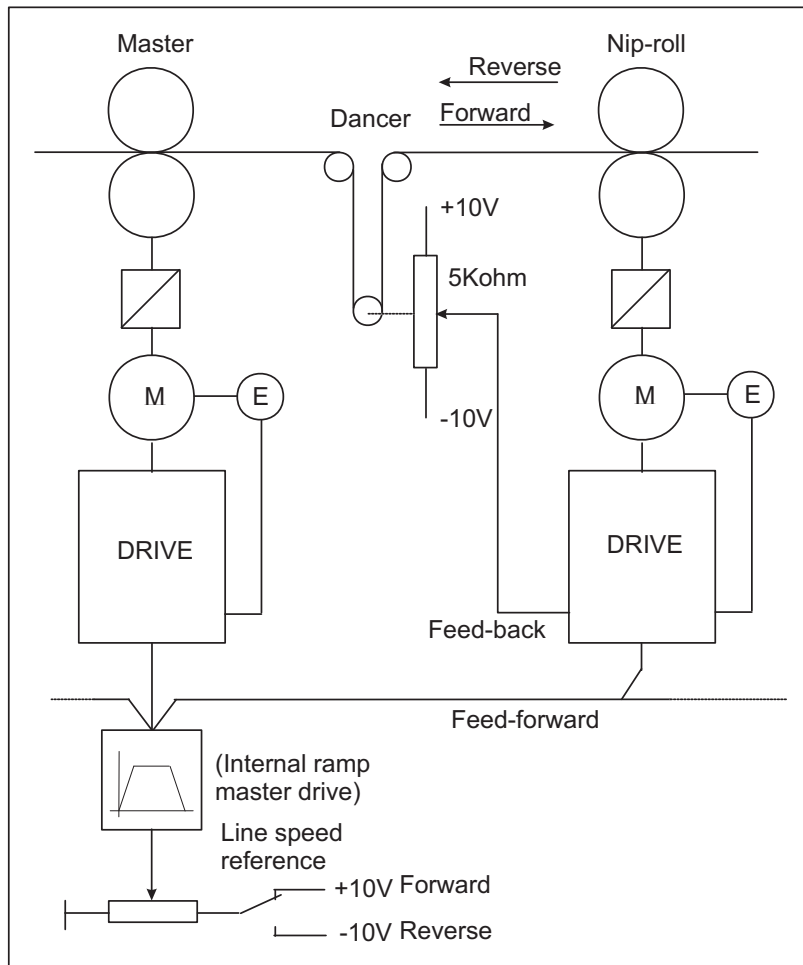 Master
Nip-roll
Reverse
Dancer
Forward
+10V
5Kohm
M
E
M
E
-10V
DRIVE
DRIVE
Feed-back
Feed-forward
(Internal ramp
master drive)
Line speed
reference
+10V Forward
-10V Reverse